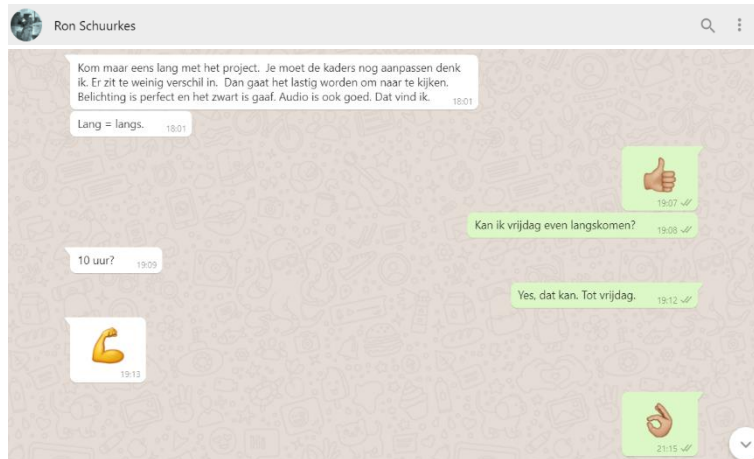 Ron Schuurkes
Kom maar eens lang met het project. Je moet de kaders nog aanpassen denk
ik. Er zit te weinig verschil in. Dan gaat het lastig worden om naar te kijken.
Belichting is perfect en het zwart is gaaf. Audio is ook goed. Dat vind ik.
18:01
Lang = langs.
18:01
19:07
Kan ik vrijdag even langskomen?
19:08
10 uur?
19:09
Yes, dat kan. Tot vrijdag.
19:12
19:13
21:15